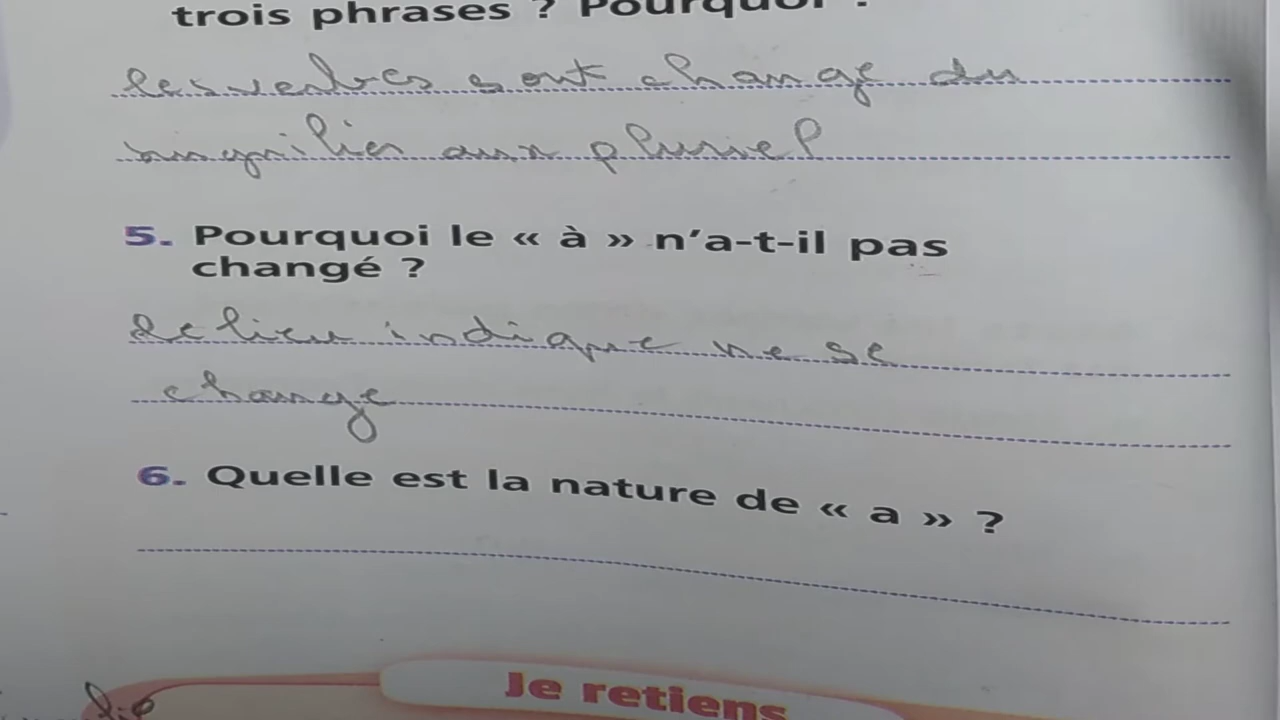 trois phrases ? Pourquoi ?
les verbes sont changé du
singrilier aux pluriel
5. Pourquoi le « à » n'a-t-il pas
changé ?
le lieu indique ne se
change
6. Quelle est la nature de « a » ?
Je retiens